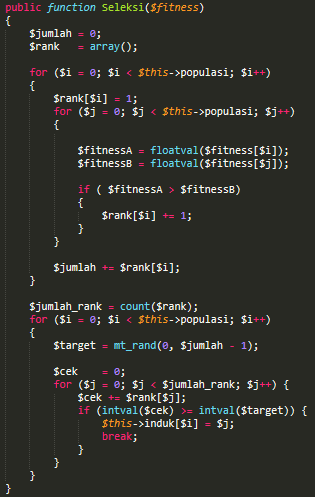 public function Seleksi($fitness)
{
    $jumlah = 0;
    $rank   = array();

    for ($i = 0; $i < $this->populasi; $i++)
    {
        $rank[$i] = 1;
        for ($j = 0; $j < $this->populasi; $j++)
        {

            $fitnessA = floatval($fitness[$i]);
            $fitnessB = floatval($fitness[$j]);

            if ( $fitnessA > $fitnessB)
            {
                $rank[$i] += 1;
            }
        }

        $jumlah += $rank[$i];
    }

    $jumlah_rank = count($rank);
    for ($i = 0; $i < $this->populasi; $i++)
    {
        $target = mt_rand(0, $jumlah - 1);

        $cek    = 0;
        for ($j = 0; $j < $jumlah_rank; $j++) {
            $cek += $rank[$j];
            if (intval($cek) >= intval($target)) {
                $this->induk[$i] = $j;
                break;
            }
        }
    }
}